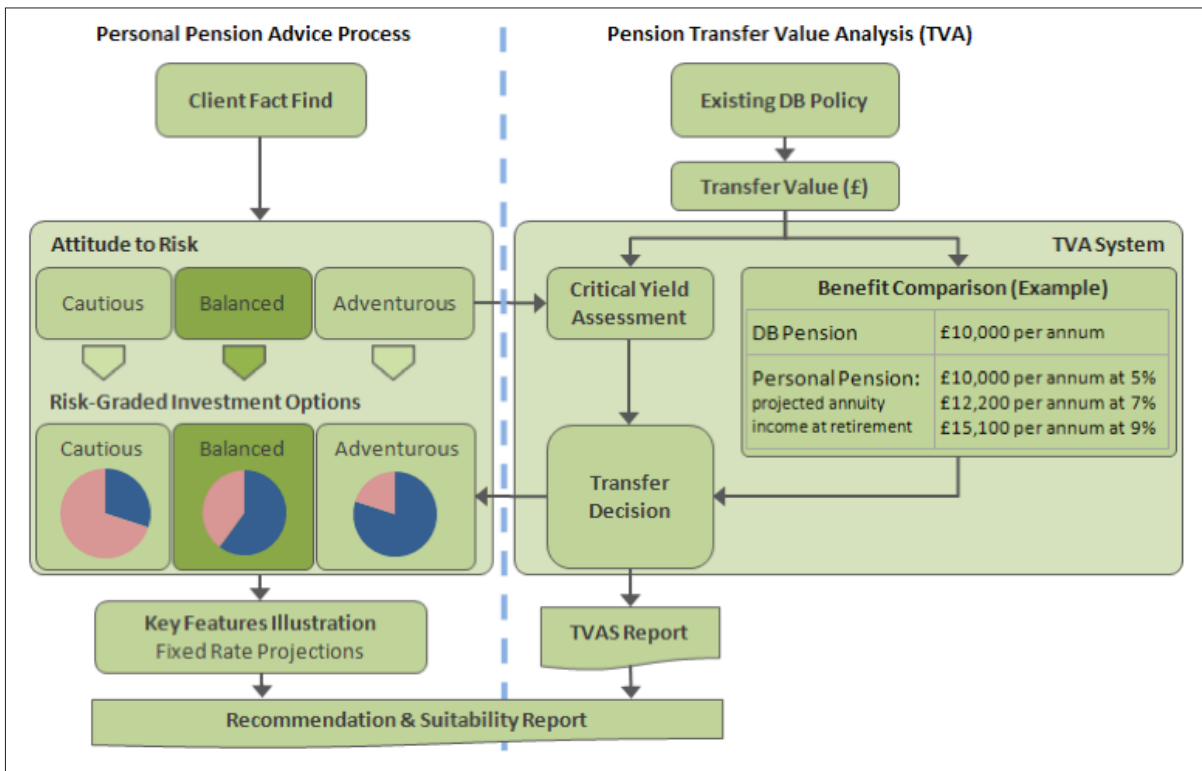 Personal Pension Advice Process
Client Fact Find
Attitude to Risk
Cautious
Balanced
Adventurous
Risk-Graded Investment Options
Cautious
Balanced
Adventurous
Key Features Illustration
Fixed Rate Projections
Pension Transfer Value Analysis (TVA)
Existing DB Policy
Transfer Value (£)
TVA System
Critical Yield
Assessment
Benefit Comparison (Example)
DB Pension
£10,000 per annum
Personal Pension:
projected annuity
income at retirement
£10,000 per annum at 5%
£12,200 per annum at 7%
£15,100 per annum at 9%
Transfer
Decision
TVAS Report
Recommendation & Suitability Report